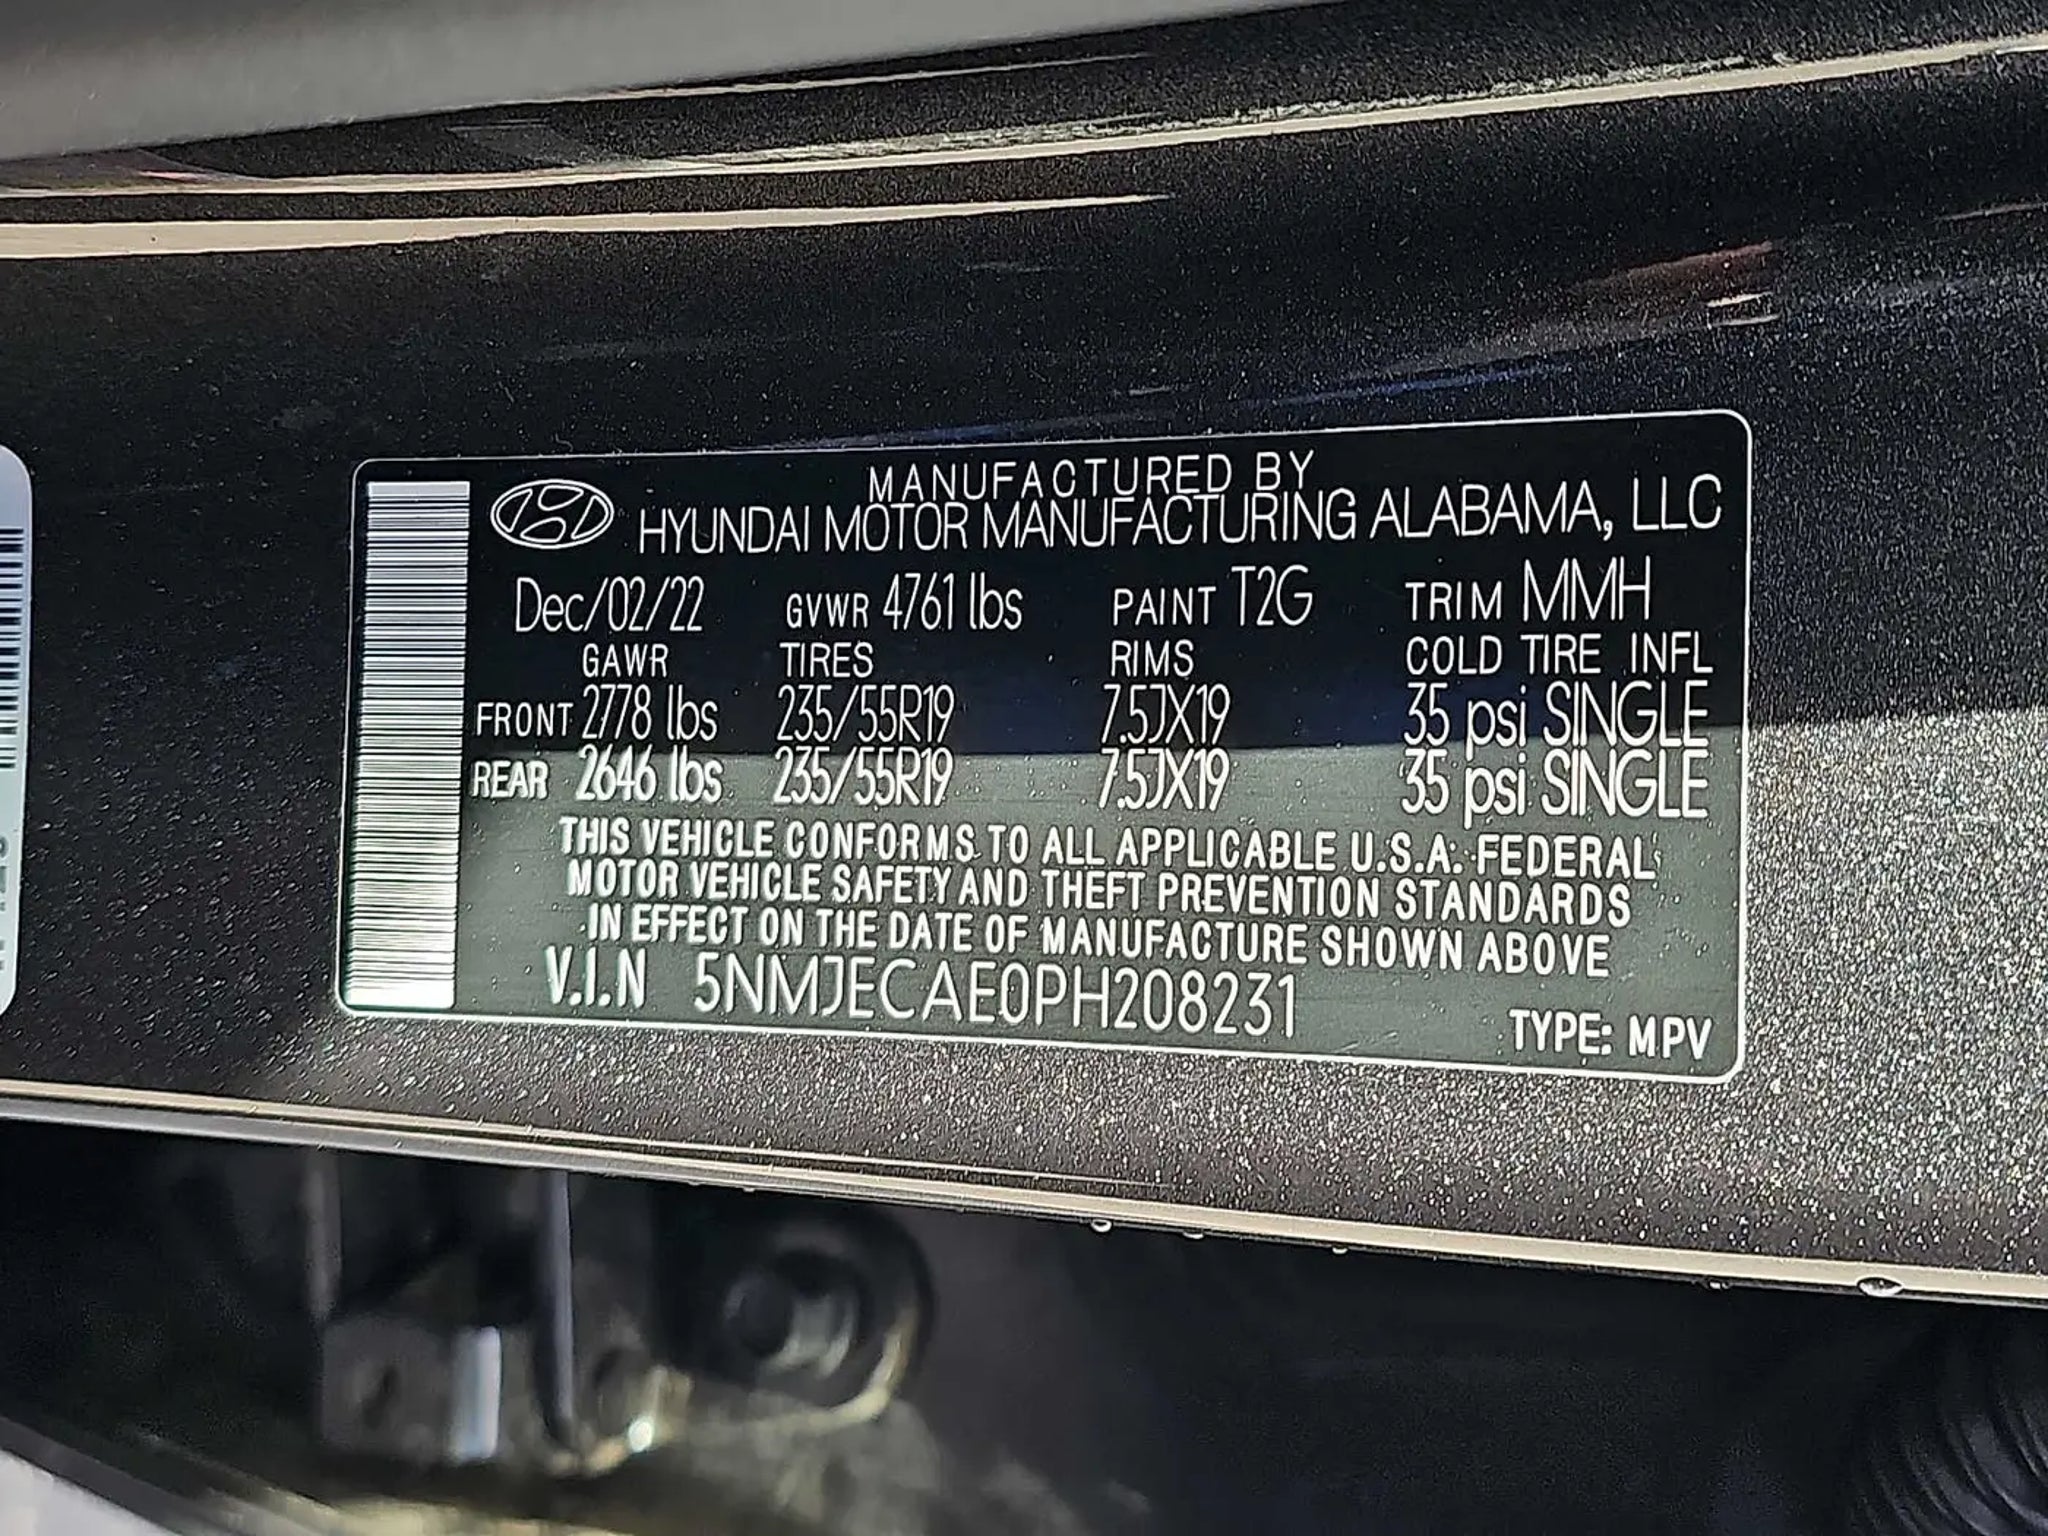 MANUFACTURED BY
HYUNDAI MOTOR MANUFACTURING ALABAMA, LLC
Dec/02/22 GVWR 4761 lbs PAINT T2G TRIM MMH
GAWR TIRES RIMS COLD TIRE INFL
FRONT 2778 lbs 235/55R19 7.5JX19 35 psi SINGLE
REAR 2646 lbs 235/55R19 7.5JX19 35 psi SINGLE
THIS VEHICLE CONFORMS TO ALL APPLICABLE U.S.A. FEDERAL
MOTOR VEHICLE SAFETY AND THEFT PREVENTION STANDARDS
IN EFFECT ON THE DATE OF MANUFACTURE SHOWN ABOVE
V.I.N 5NMJECAE0PH208231
TYPE: MPV